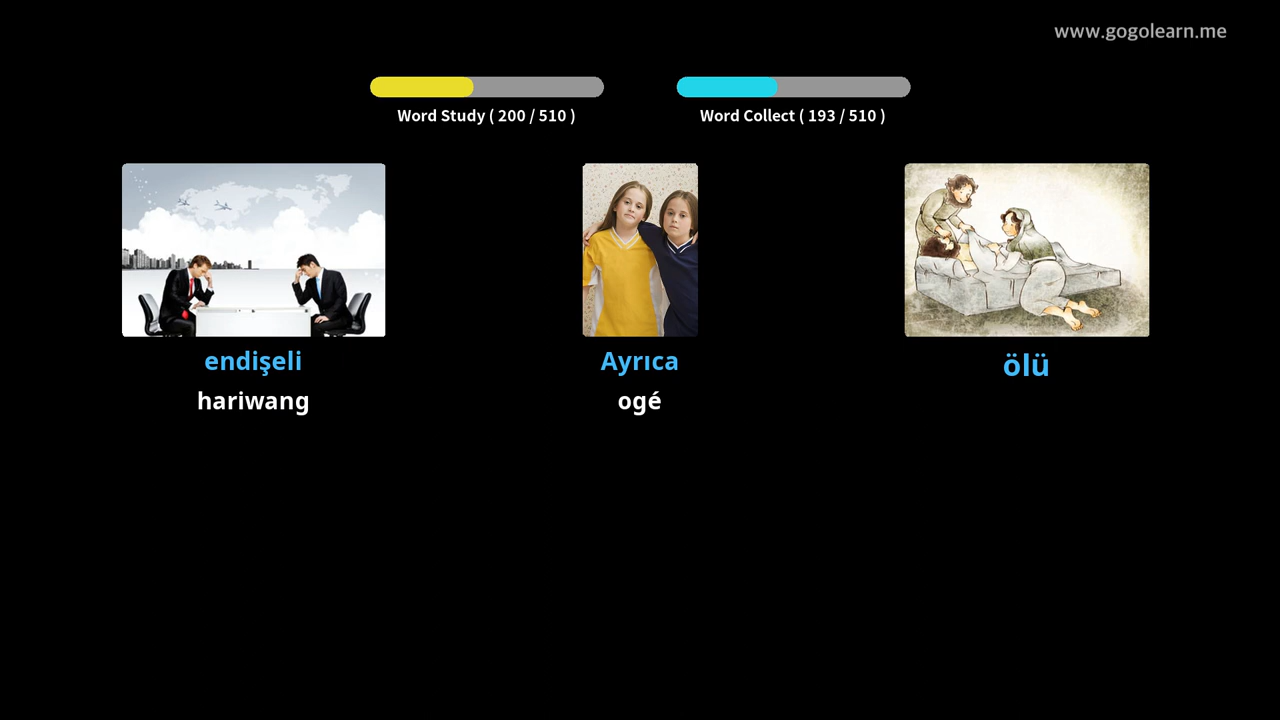 www.gogolearn.me
Word Study ( 200 / 510 )
Word Collect ( 193 / 510 )
endişeli
Ayrıca
ölü
hariwang
ogé